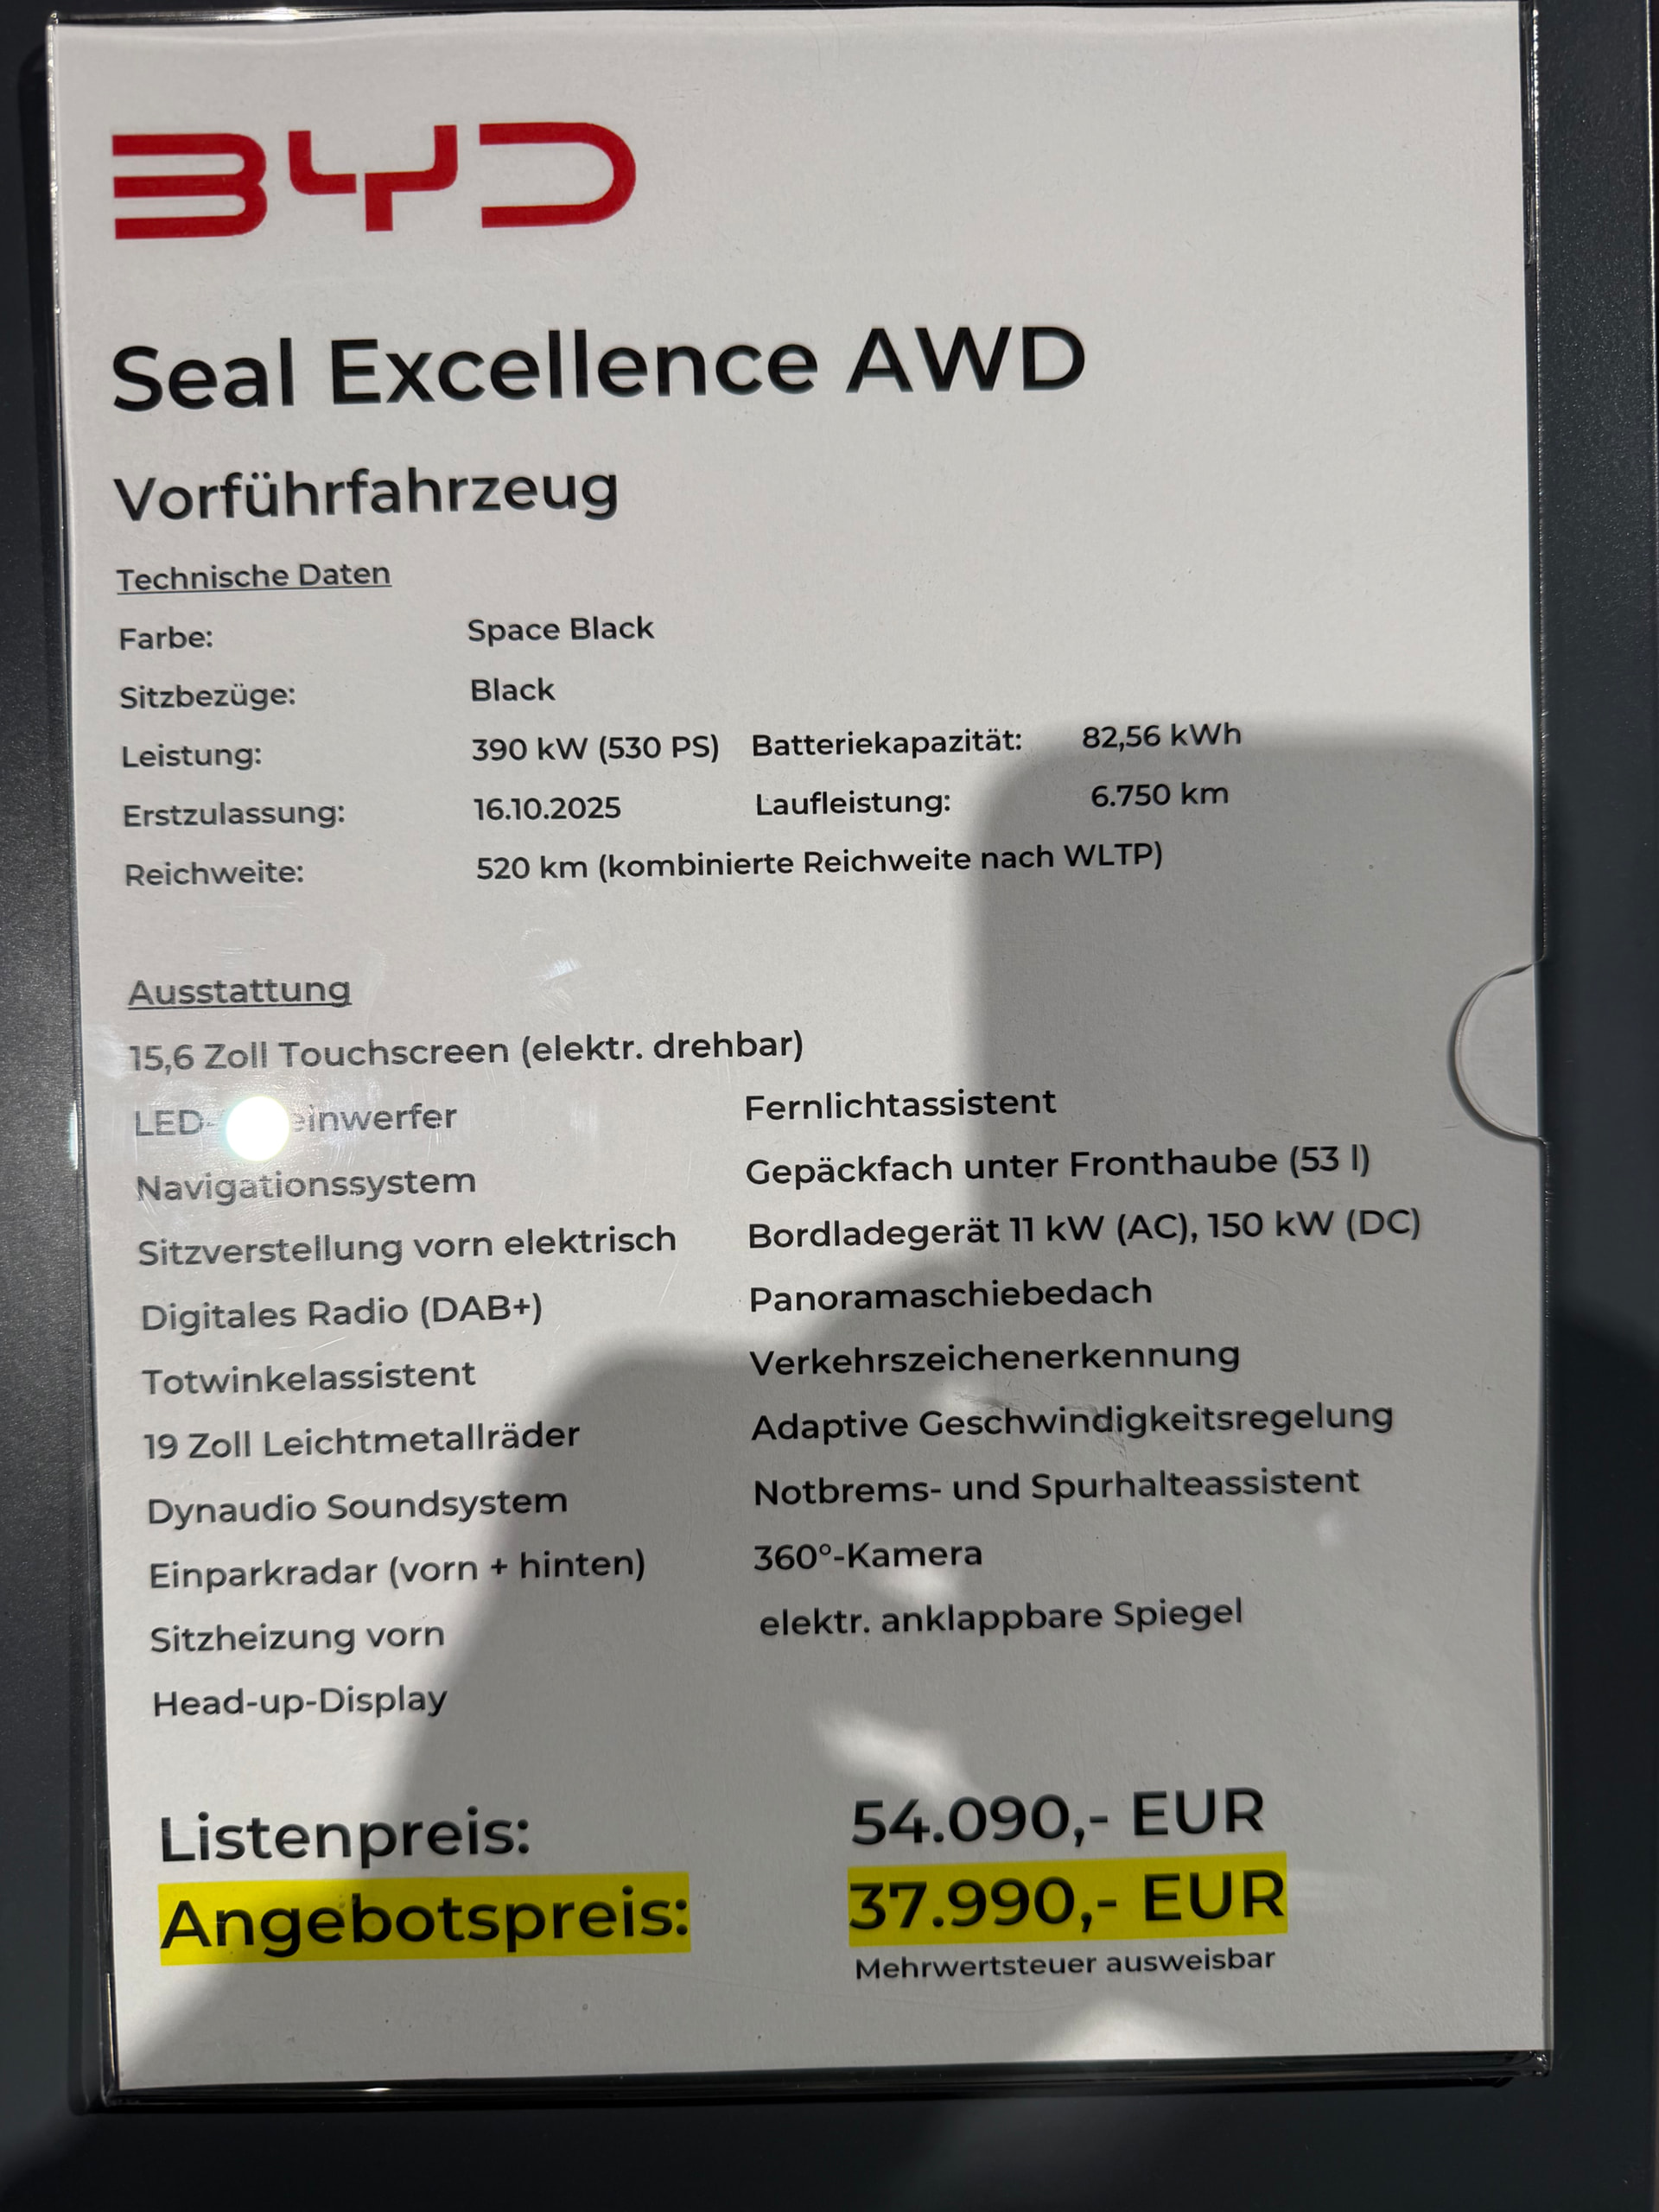 BYD
Seal Excellence AWD
Vorführfahrzeug
Technische Daten
Farbe: Space Black
Sitzbezüge: Black
Leistung: 390 kW (530 PS) Batteriekapazität: 82,56 kWh
Erstzulassung: 16.10.2025 Laufleistung: 6.750 km
Reichweite: 520 km (kombinierte Reichweite nach WLTP)
Ausstattung
15,6 Zoll Touchscreen (elektr. drehbar)
LED- einwerfer
Navigationssystem
Sitzverstellung vorn elektrisch
Digitales Radio (DAB+)
Totwinkelassistent
19 Zoll Leichtmetallräder
Dynaudio Soundsystem
Einparkradar (vorn + hinten)
Sitzheizung vorn
Head-up-Display
Fernlichtassistent
Gepäckfach unter Fronthaube (53 l)
Bordladegerät 11 kW (AC), 150 kW (DC)
Panoramaschiebedach
Verkehrszeichenerkennung
Adaptive Geschwindigkeitsregelung
Notbrems- und Spurhalteassistent
360°-Kamera
elektr. anklappbare Spiegel
Listenpreis: 54.090,- EUR
Angebotspreis: 37.990,- EUR
Mehrwertsteuer ausweisbar